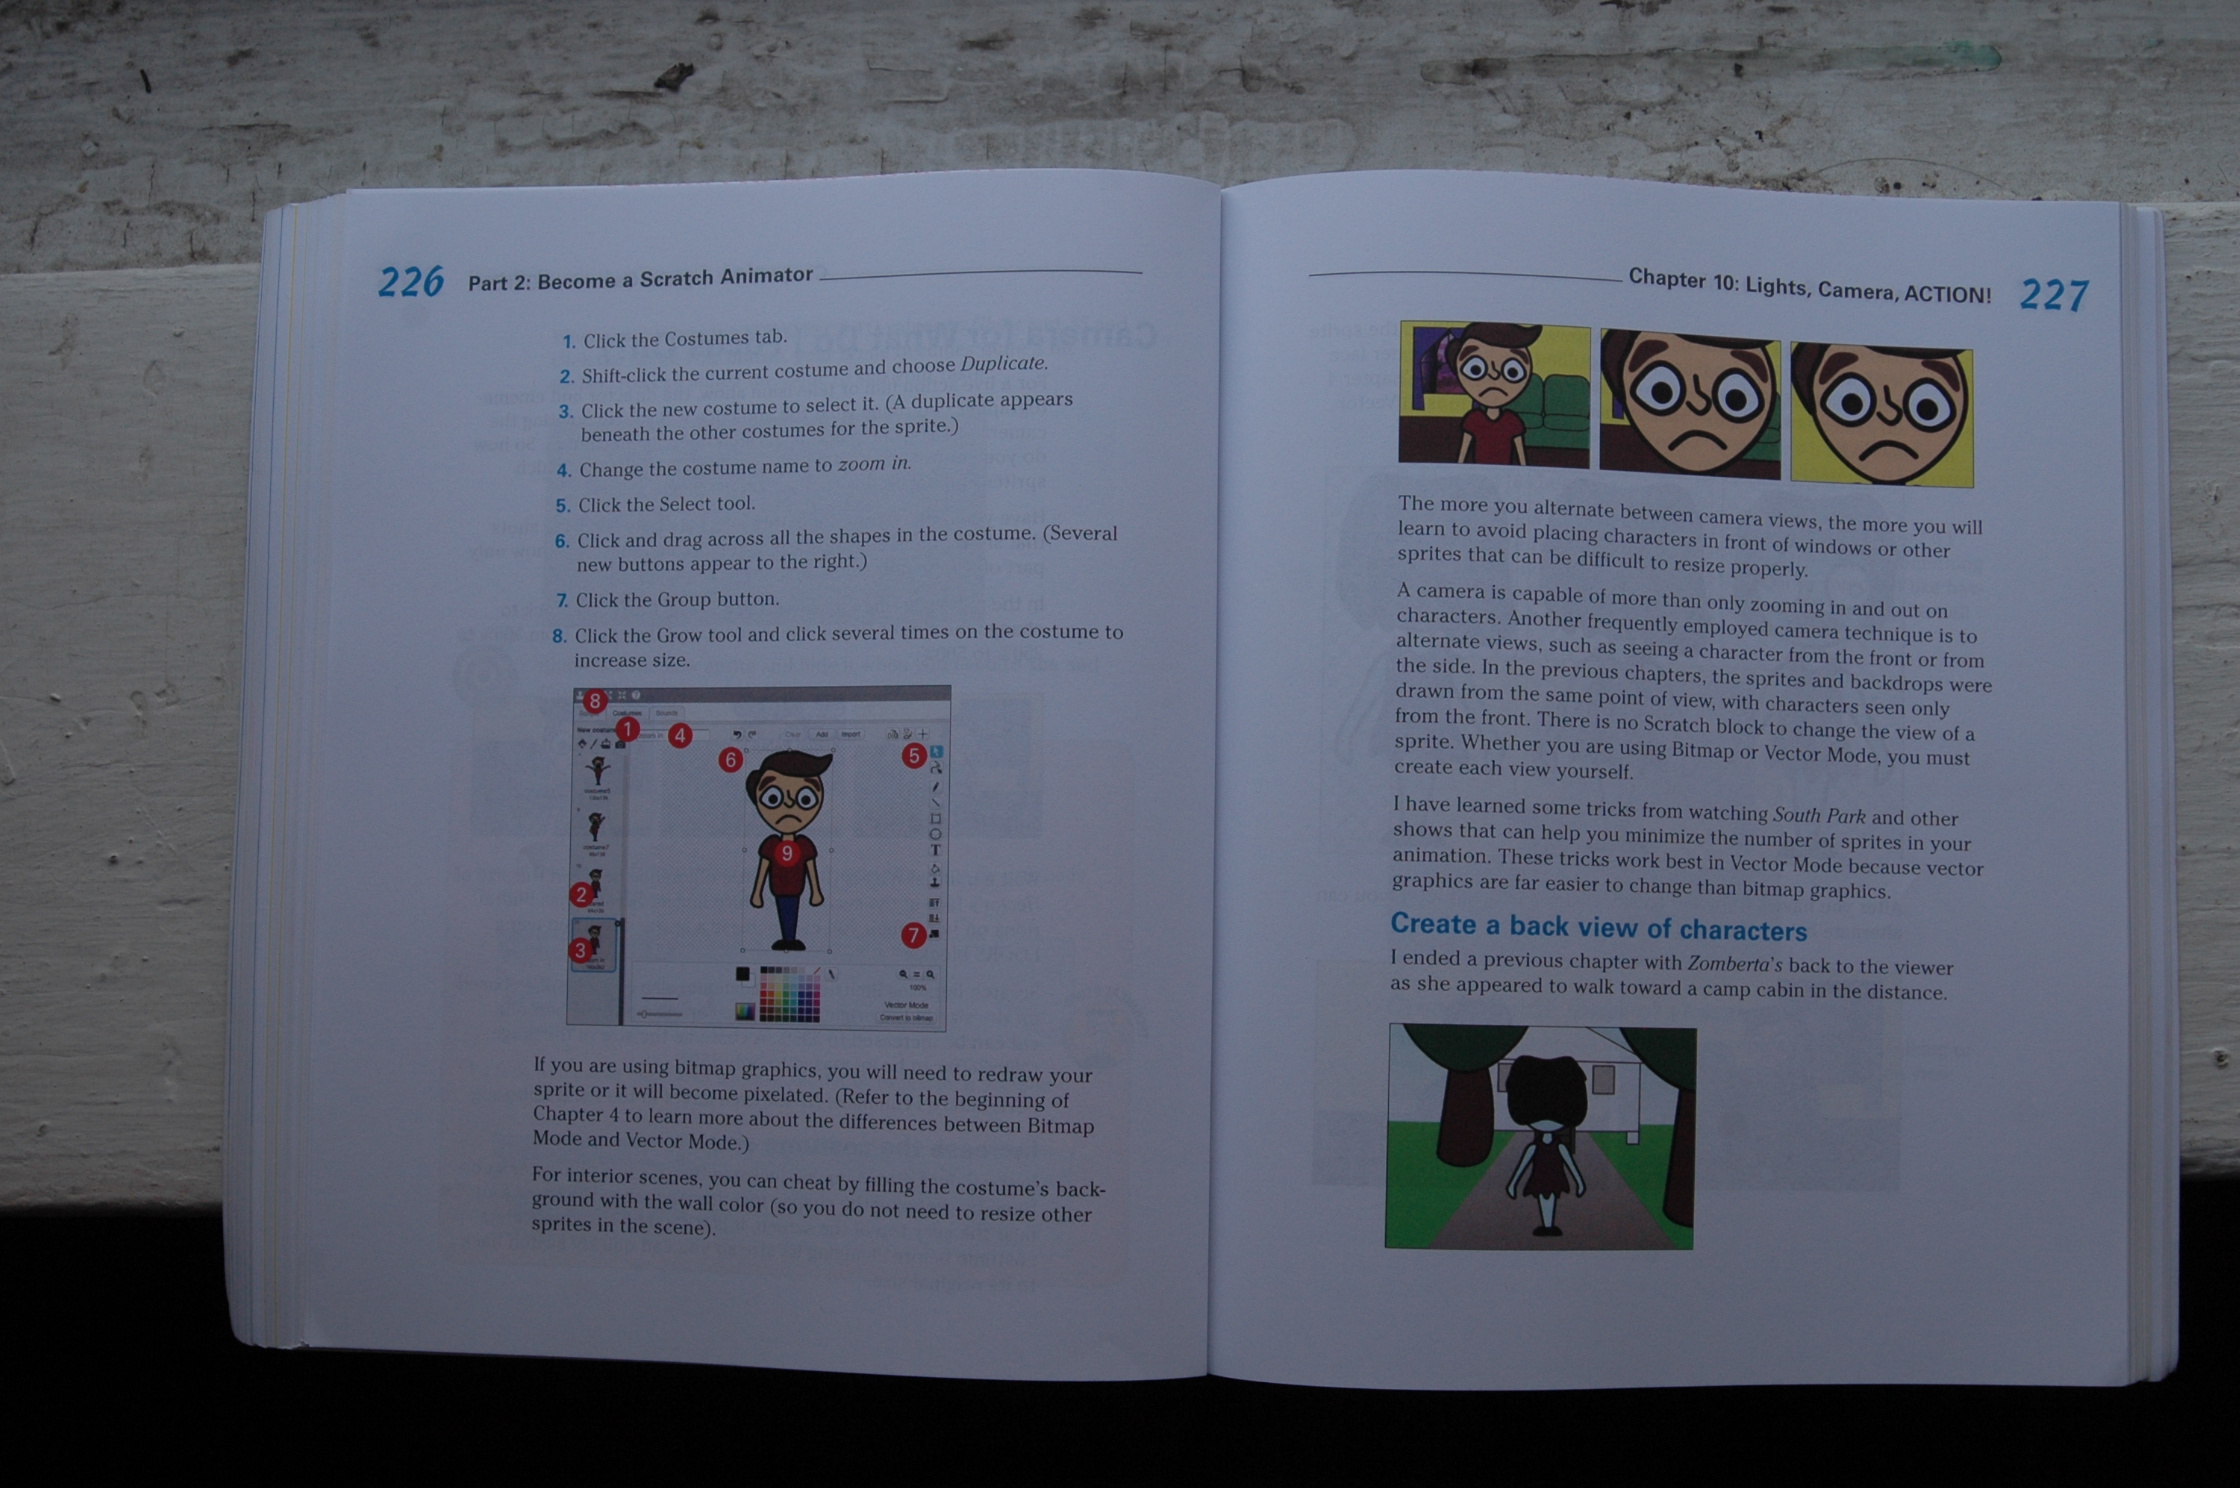 226 Part 2: Become a Scratch Animator
1. Click the Costumes tab.
2. Shift-click the current costume and choose Duplicate.
3. Click the new costume to select it. (A duplicate appears
beneath the other costumes for the sprite.)
4. Change the costume name to zoom in.
5. Click the Select tool.
6. Click and drag across all the shapes in the costume. (Several
new buttons appear to the right.)
7. Click the Group button.
8. Click the Grow tool and click several times on the costume to
increase size.
8
Costumes Sounds
New costume
1
4
Clear Add Import
6
5
9
2
3
7
100%
Vector Mode
Convert to bitmap
If you are using bitmap graphics, you will need to redraw your
sprite or it will become pixelated. (Refer to the beginning of
Chapter 4 to learn more about the differences between Bitmap
Mode and Vector Mode.)
For interior scenes, you can cheat by filling the costume's back-
ground with the wall color (so you do not need to resize other
sprites in the scene).
Chapter 10: Lights, Camera, ACTION! 227
The more you alternate between camera views, the more you will
learn to avoid placing characters in front of windows or other
sprites that can be difficult to resize properly.
A camera is capable of more than only zooming in and out on
characters. Another frequently employed camera technique is to
alternate views, such as seeing a character from the front or from
the side. In the previous chapters, the sprites and backdrops were
drawn from the same point of view, with characters seen only
from the front. There is no Scratch block to change the view of a
sprite. Whether you are using Bitmap or Vector Mode, you must
create each view yourself.
I have learned some tricks from watching South Park and other
shows that can help you minimize the number of sprites in your
animation. These tricks work best in Vector Mode because vector
graphics are far easier to change than bitmap graphics.
Create a back view of characters
I ended a previous chapter with Zomberta's back to the viewer
as she appeared to walk toward a camp cabin in the distance.